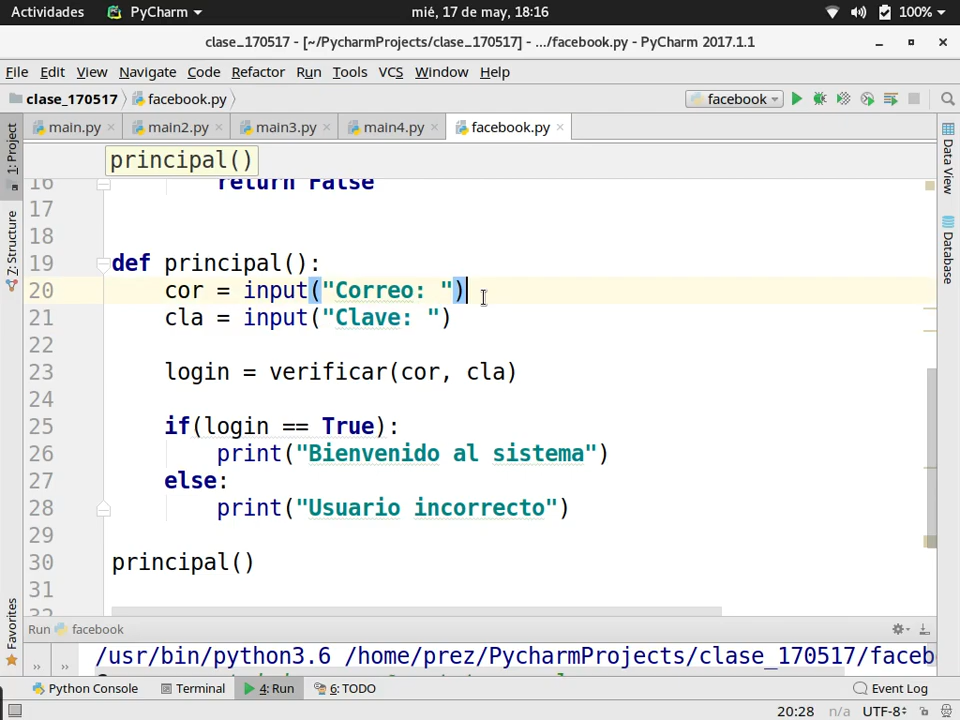 Actividades PyCharm mié, 17 de may, 18:16 100%
clase_170517 - [~/PycharmProjects/clase_170517] - .../facebook.py - PyCharm 2017.1.1
File Edit View Navigate Code Refactor Run Tools VCS Window Help
clase_170517 facebook.py facebook
1: Project
7: Structure
Favorites
main.py main2.py main3.py main4.py facebook.py
Data View
Database
principal()
16 return False
17
18
19 def principal():
20 cor = input("Correo: ")
21 cla = input("Clave: ")
22
23 login = verificar(cor, cla)
24
25 if(login == True):
26 print("Bienvenido al sistema")
27 else:
28 print("Usuario incorrecto")
29
30 principal()
31
32
Run facebook
/usr/bin/python3.6 /home/prez/PycharmProjects/clase_170517/faceb
Python Console Terminal 4: Run 6: TODO Event Log
20:28 n/a UTF-8